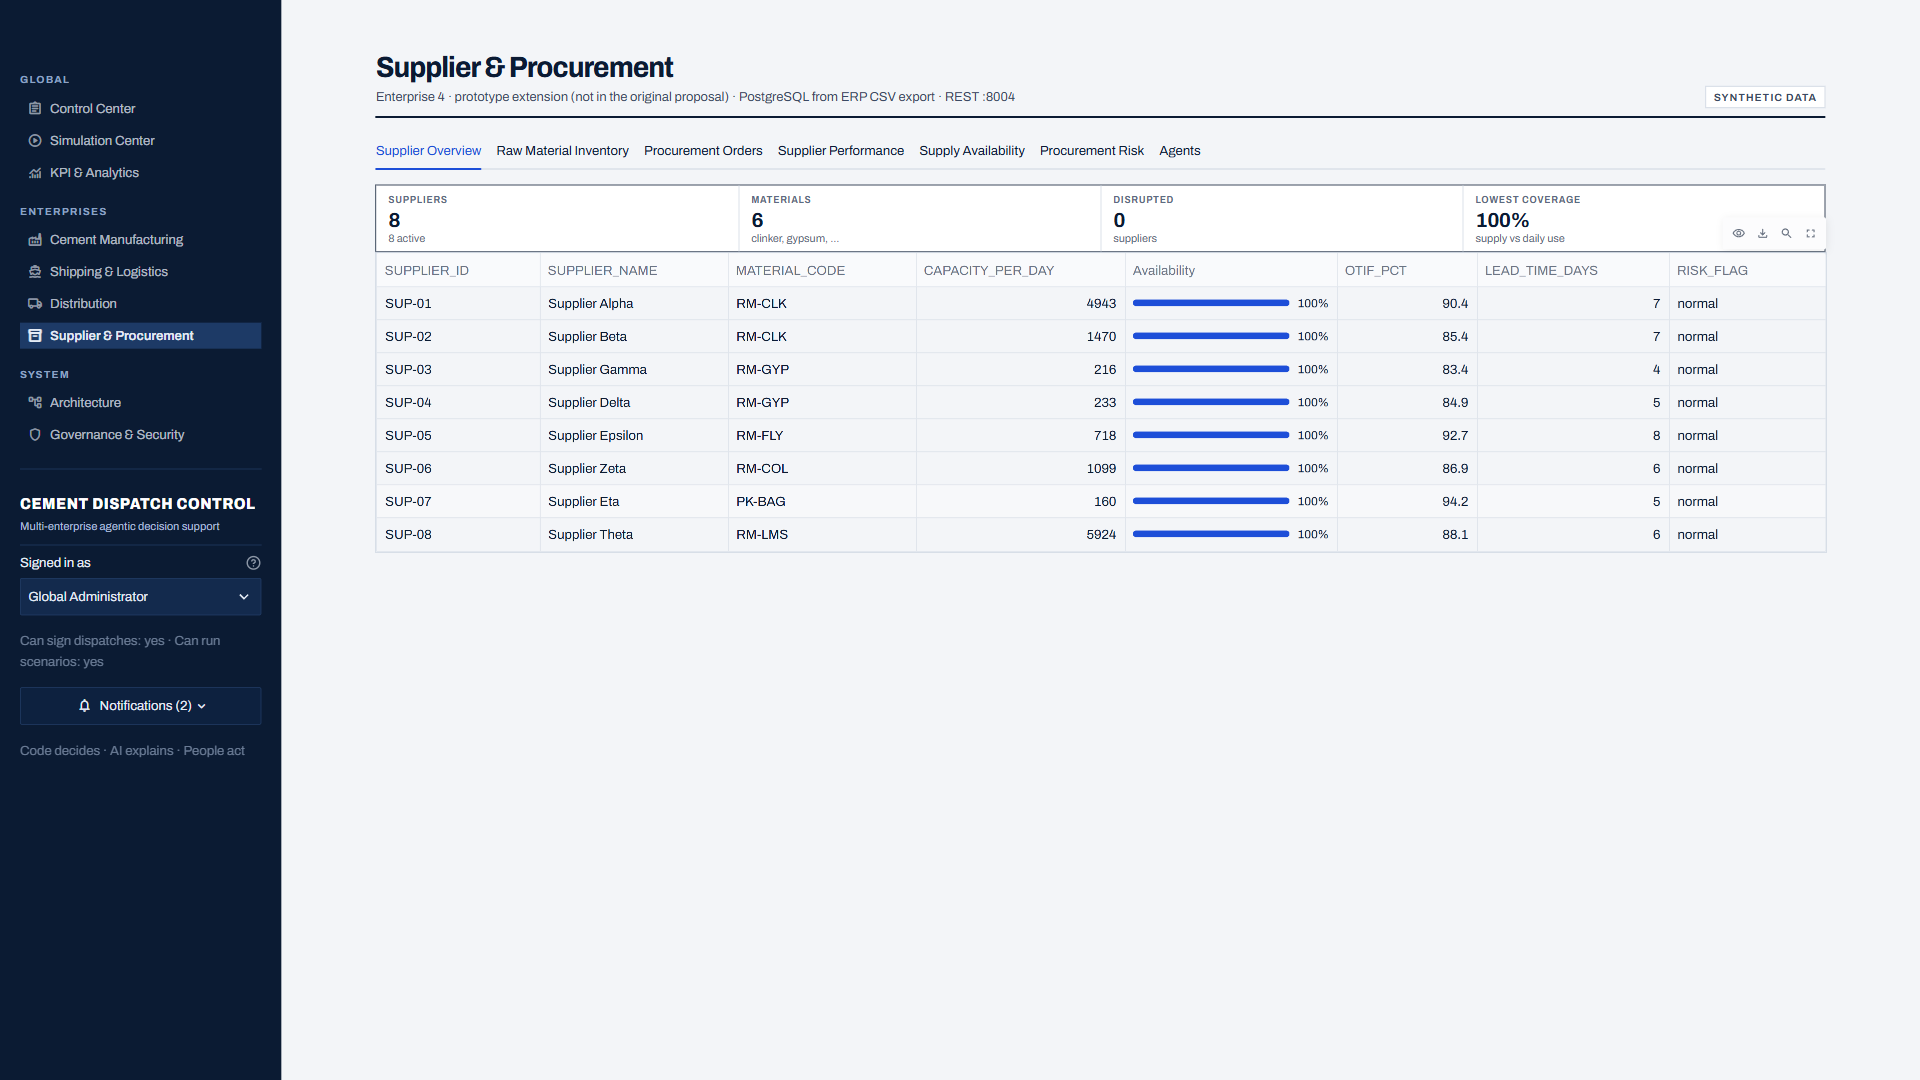 GLOBAL
Control Center
Simulation Center
KPI & Analytics
ENTERPRISES
Cement Manufacturing
Shipping & Logistics
Distribution
Supplier & Procurement
SYSTEM
Architecture
Governance & Security
CEMENT DISPATCH CONTROL
Multi-enterprise agentic decision support
Signed in as
Global Administrator
Can sign dispatches: yes · Can run
scenarios: yes
Notifications (2)
Code decides · AI explains · People act
Supplier & Procurement
Enterprise 4 · prototype extension (not in the original proposal) · PostgreSQL from ERP CSV export · REST :8004
SYNTHETIC DATA
Supplier Overview Raw Material Inventory Procurement Orders Supplier Performance Supply Availability Procurement Risk Agents
SUPPLIERS MATERIALS DISRUPTED LOWEST COVERAGE
8 6 0 100%
8 active clinker, gypsum, ... suppliers supply vs daily use
SUPPLIER_ID SUPPLIER_NAME MATERIAL_CODE CAPACITY_PER_DAY Availability OTIF_PCT LEAD_TIME_DAYS RISK_FLAG
SUP-01 Supplier Alpha RM-CLK 4943 100% 90.4 7 normal
SUP-02 Supplier Beta RM-CLK 1470 100% 85.4 7 normal
SUP-03 Supplier Gamma RM-GYP 216 100% 83.4 4 normal
SUP-04 Supplier Delta RM-GYP 233 100% 84.9 5 normal
SUP-05 Supplier Epsilon RM-FLY 718 100% 92.7 8 normal
SUP-06 Supplier Zeta RM-COL 1099 100% 86.9 6 normal
SUP-07 Supplier Eta PK-BAG 160 100% 94.2 5 normal
SUP-08 Supplier Theta RM-LMS 5924 100% 88.1 6 normal